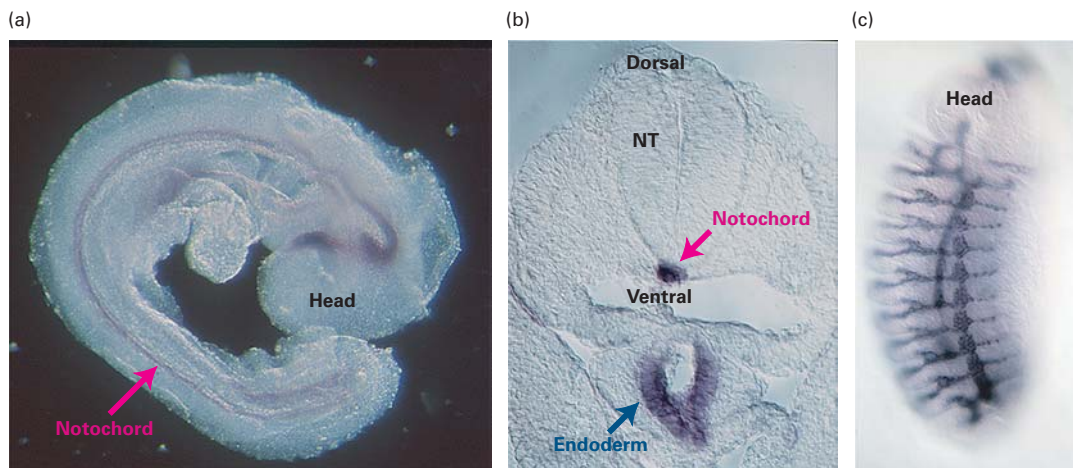 (a)
Head
Notochord
(b)
Dorsal
NT
Notochord
Ventral
Endoderm
(c)
Head